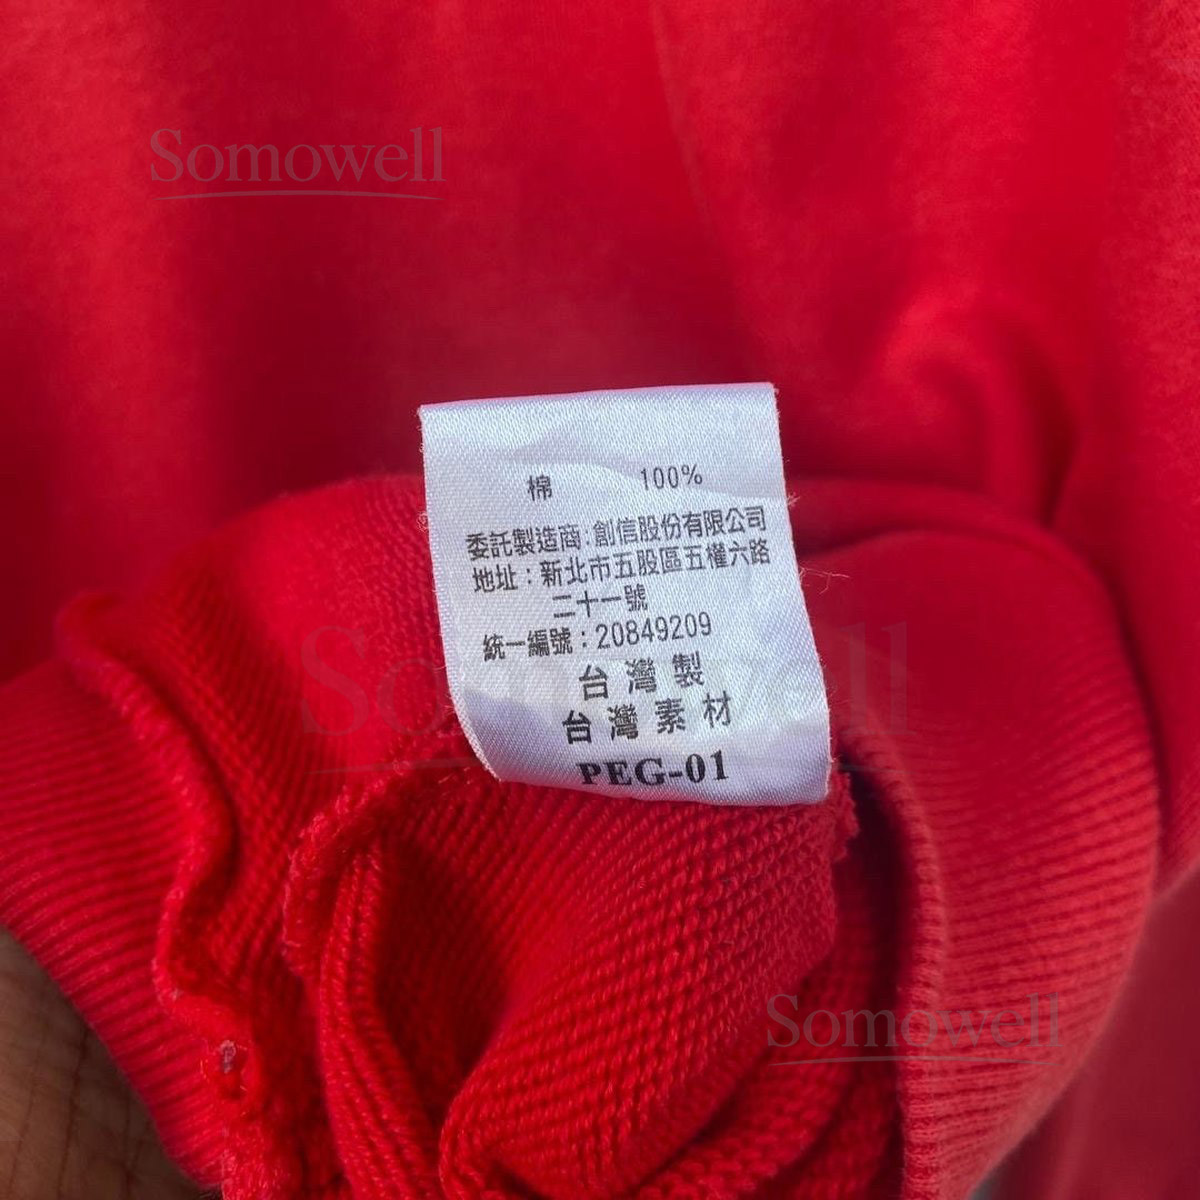 Somowell
棉 100%
委託製造商:創信股份有限公司
地址:新北市五股區五權六路
二十一號
統一編號:20849209
台灣製
台灣素材
PEG-01
Somowell
Somowell